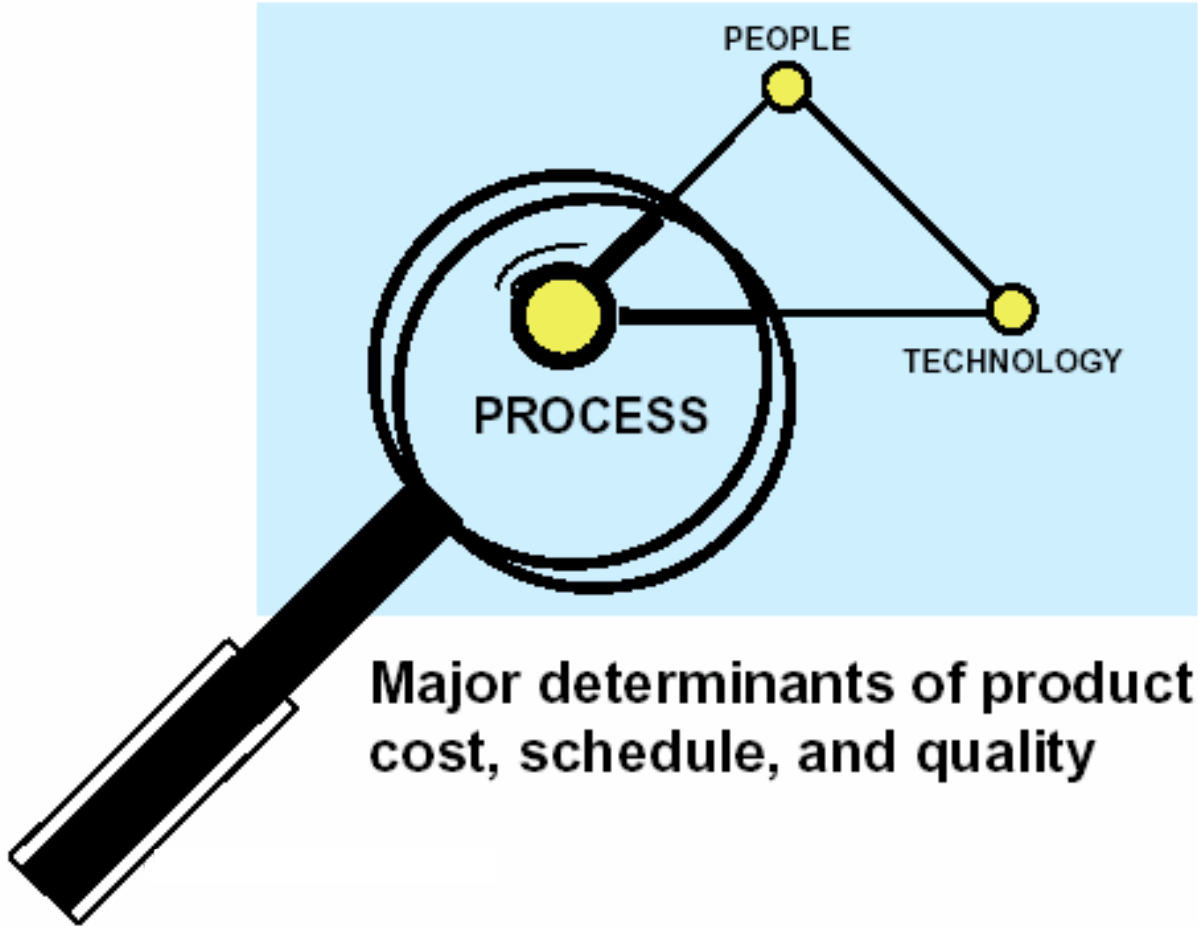 PEOPLE
TECHNOLOGY
PROCESS
Major determinants of product
cost, schedule, and quality